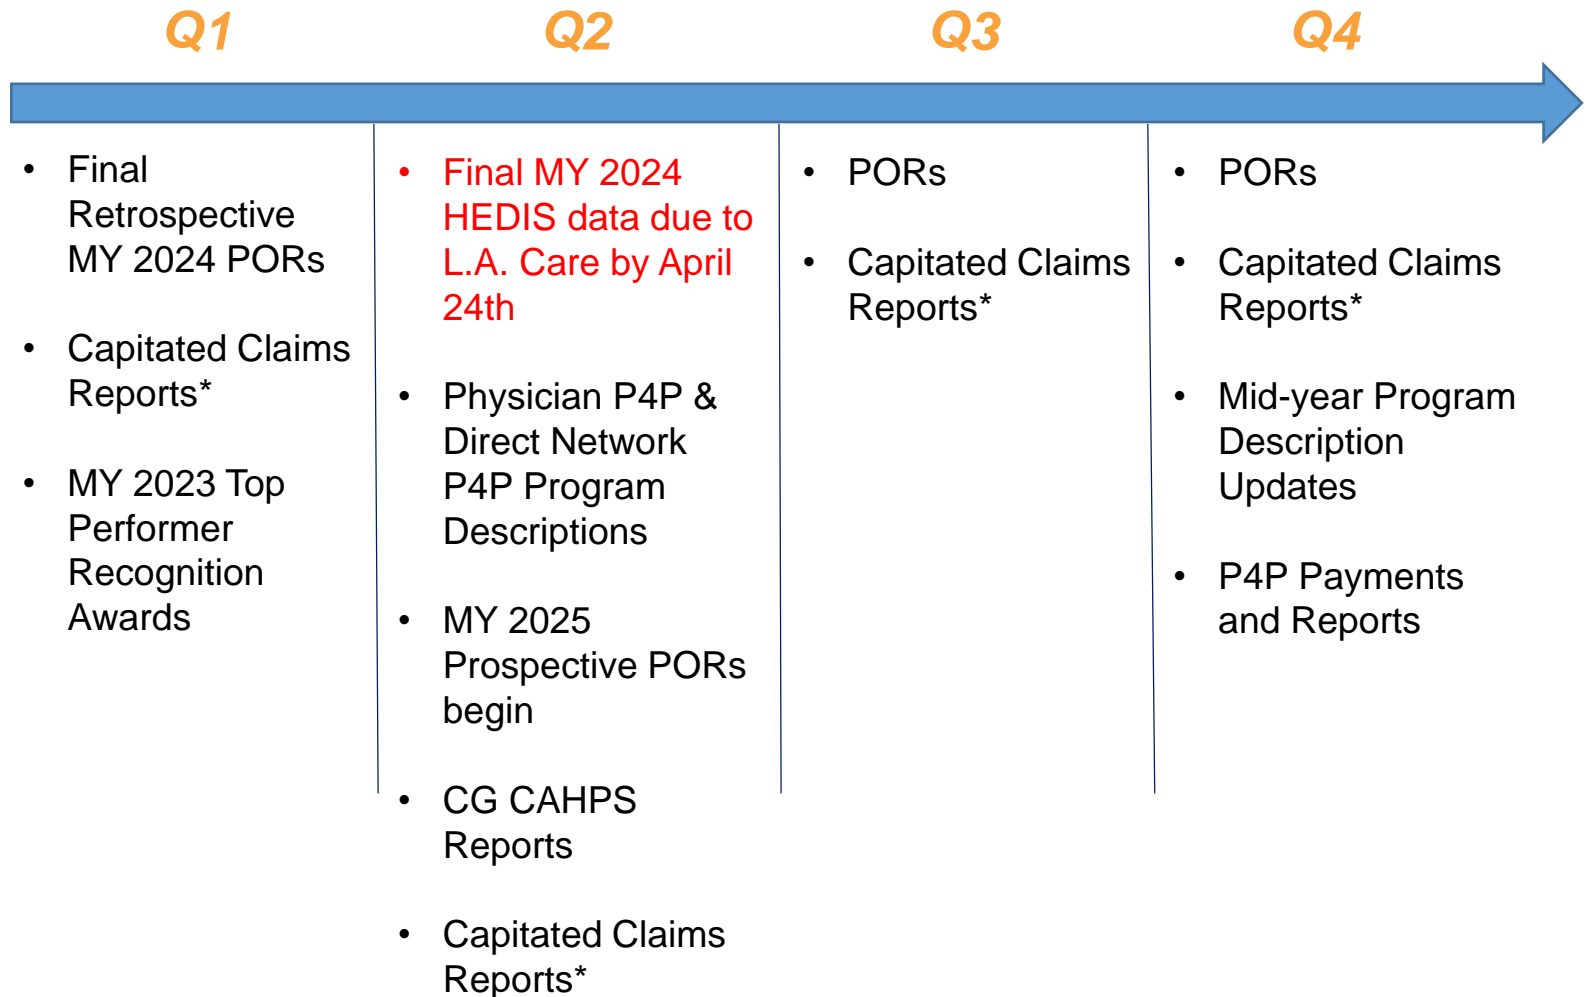 Q1
Q2
Q3
Q4
• Final
Retrospective
MY 2024 PORs
• Capitated Claims
Reports*
• MY 2023 Top
Performer
Recognition
Awards
• Final MY 2024
HEDIS data due to
L.A. Care by April
24th
• Physician P4P &
Direct Network
P4P Program
Descriptions
• MY 2025
Prospective PORs
begin
• CG CAHPS
Reports
• Capitated Claims
Reports*
• PORs
• Capitated Claims
Reports*
• PORs
• Capitated Claims
Reports*
• Mid-year Program
Description
Updates
• P4P Payments
and Reports